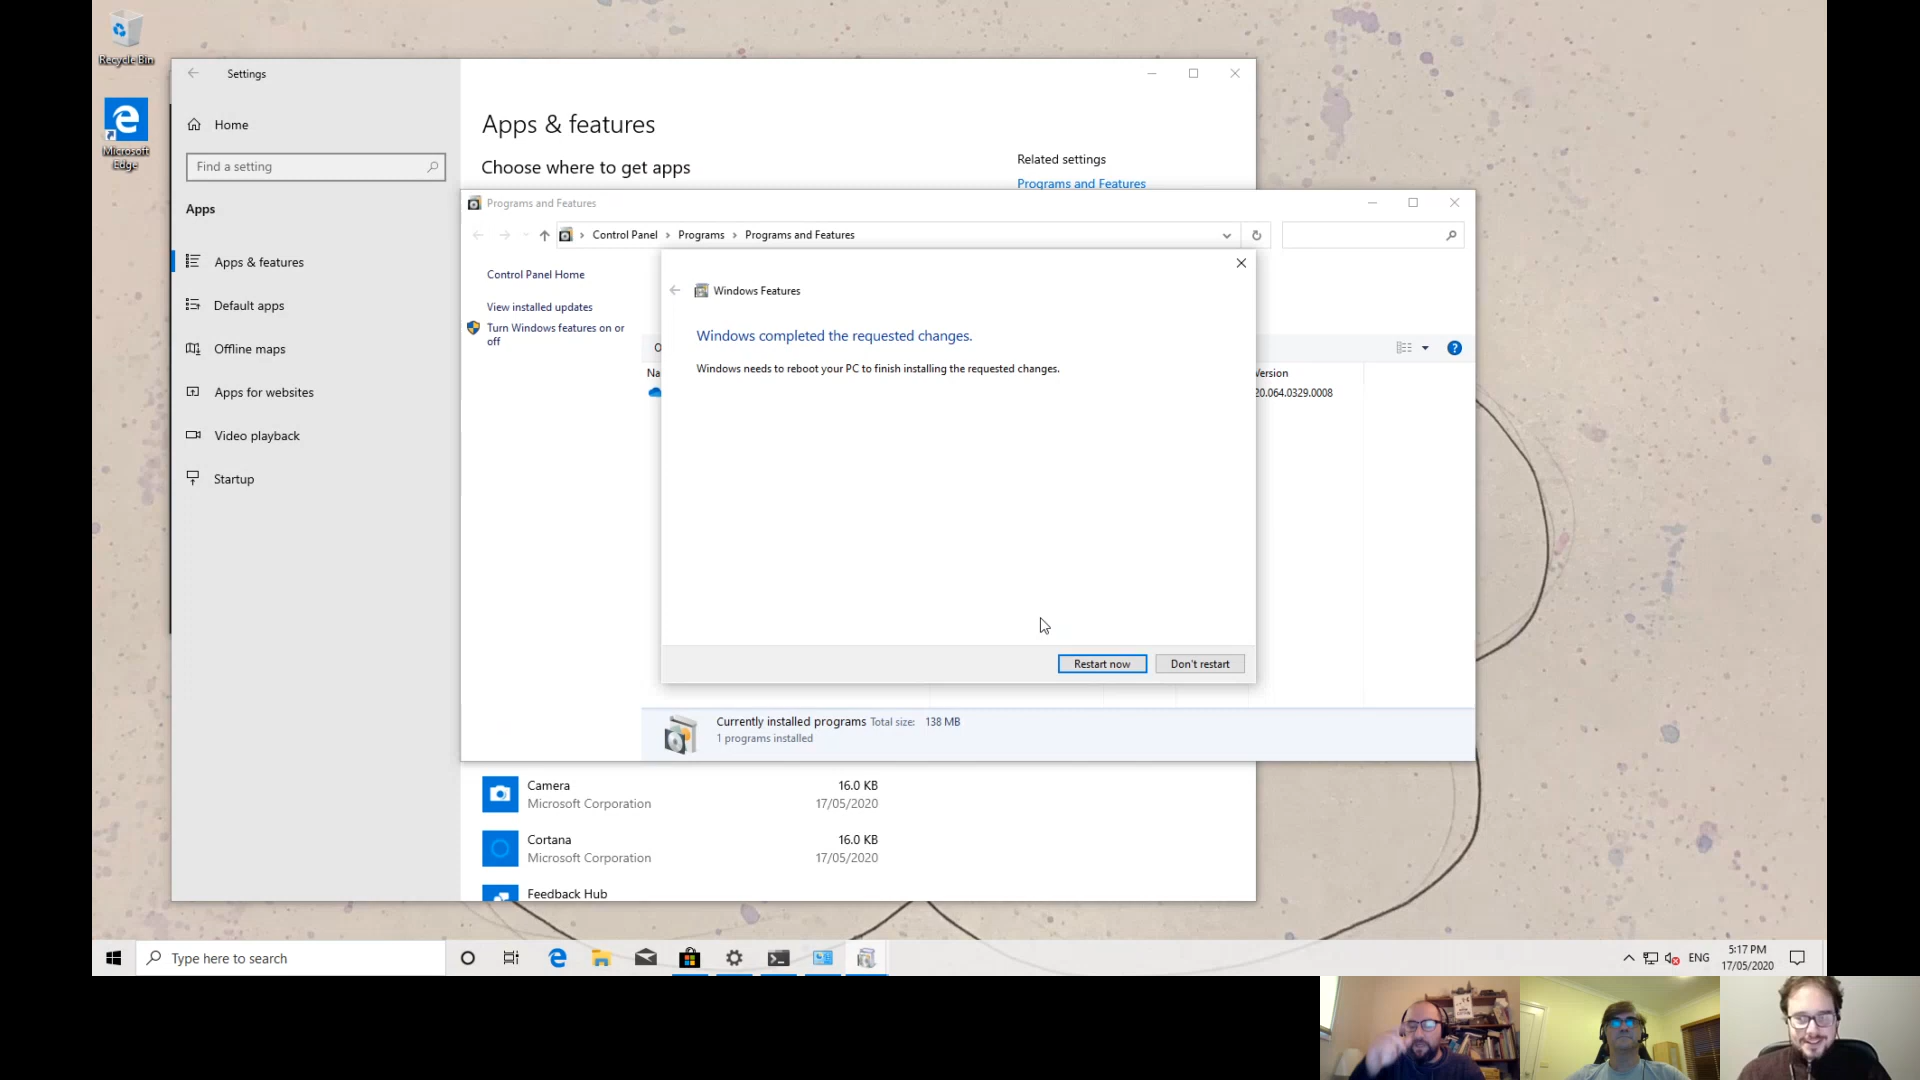 Recycle Bin
Microsoft
Edge
Settings
Home
Find a setting
Apps
Apps & features
Default apps
Offline maps
Apps for websites
Video playback
Startup
Apps & features
Choose where to get apps
Related settings
Programs and Features
Programs and Features
Control Panel > Programs > Programs and Features
Control Panel Home
View installed updates
Turn Windows features on or
off
O
Na
Version
20.064.0329.0008
Windows Features
Windows completed the requested changes.
Windows needs to reboot your PC to finish installing the requested changes.
Restart now
Don't restart
Currently installed programs Total size: 138 MB
1 programs installed
Camera 16.0 KB
Microsoft Corporation 17/05/2020
Cortana 16.0 KB
Microsoft Corporation 17/05/2020
Feedback Hub
Type here to search
ENG
5:17 PM
17/05/2020